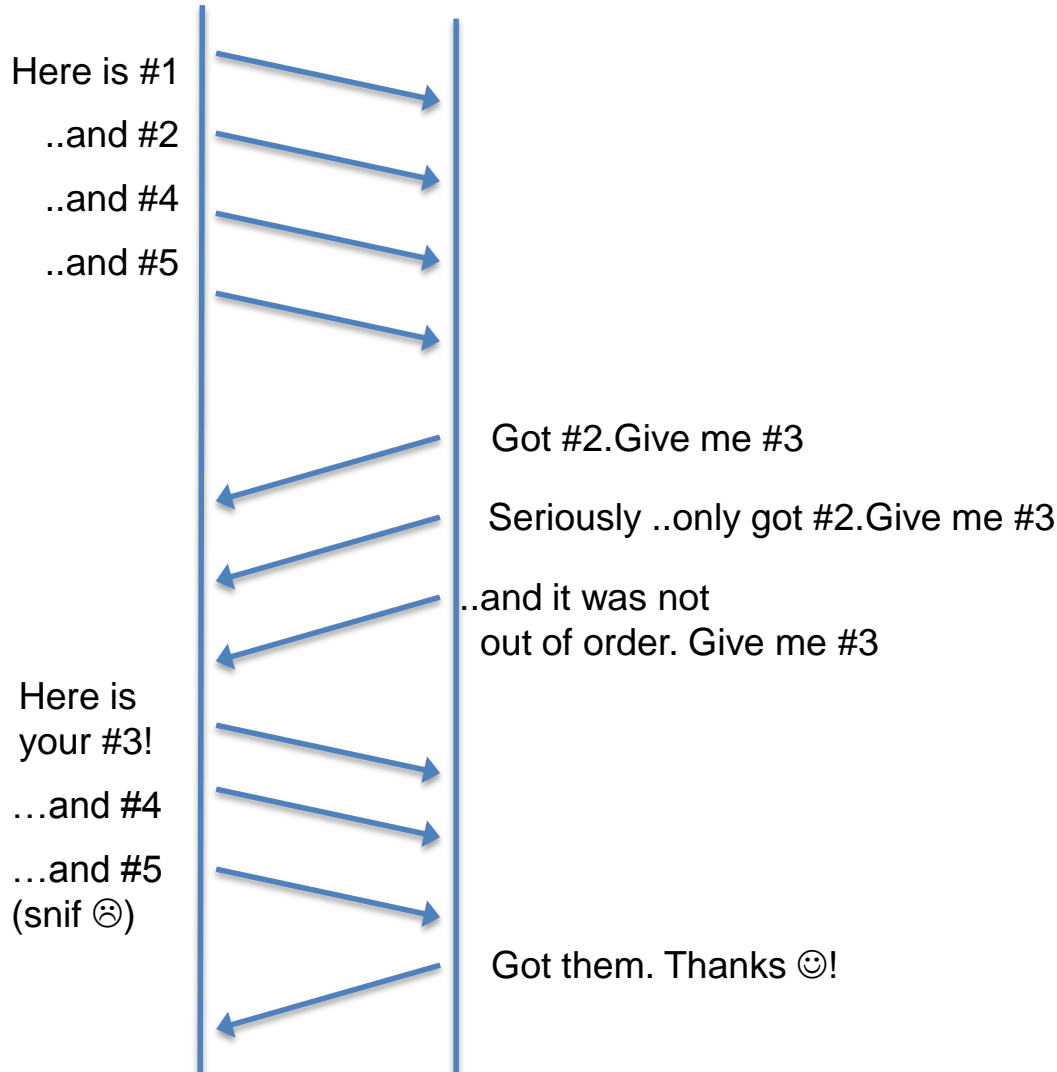 Here is #1
..and #2
..and #4
..and #5
Got #2.Give me #3
Seriously ..only got #2.Give me #3
..and it was not
out of order. Give me #3
Here is
your #3!
…and #4
…and #5
(snif ☹)
Got them. Thanks ☺!